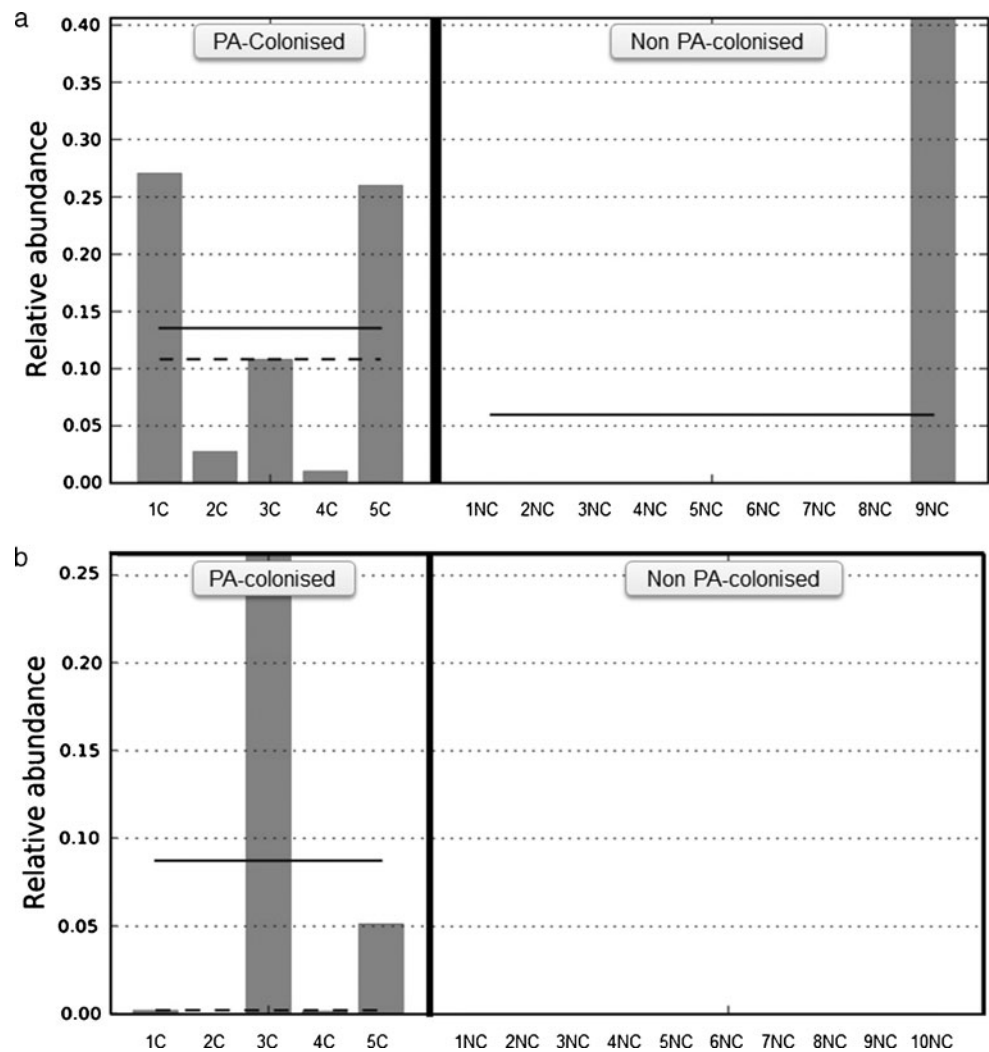 a
PA-Colonised
Non PA-colonised
Relative abundance
0.40
0.35
0.30
0.25
0.20
0.15
0.10
0.05
0.00
1C 2C 3C 4C 5C 1NC 2NC 3NC 4NC 5NC 6NC 7NC 8NC 9NC
b
PA-colonised
Non PA-colonised
Relative abundance
0.25
0.20
0.15
0.10
0.05
0.00
1C 2C 3C 4C 5C 1NC 2NC 3NC 4NC 5NC 6NC 7NC 8NC 9NC 10NC